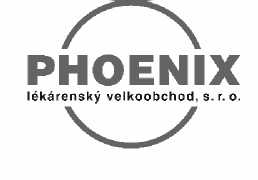 PHOENIX
lékárenský velkoobchod, s. r. o.